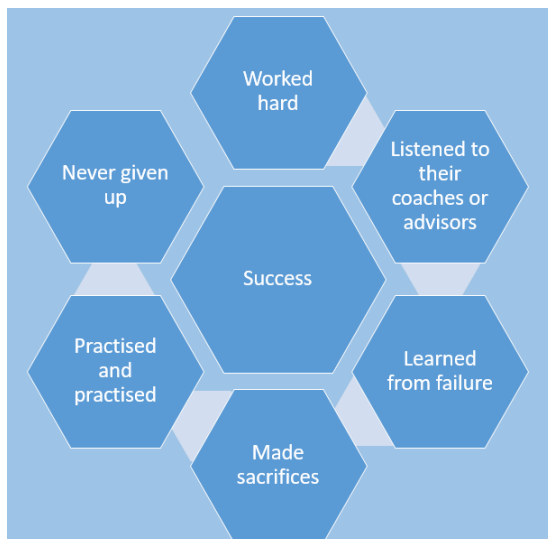 Worked
hard
Listened to
their
coaches or
advisors
Learned
from failure
Made
sacrifices
Practised
and
practised
Never given
up
Success